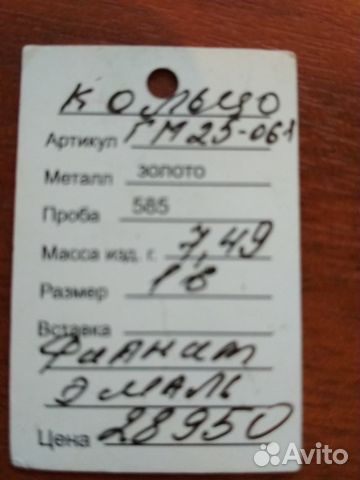 кольцо
Артикул ГМ25-061
Металл золото
Проба 585
Масса изд. г. 7,49
Размер 18
Вставка
Фианит
эмаль
Цена 28950
Avito